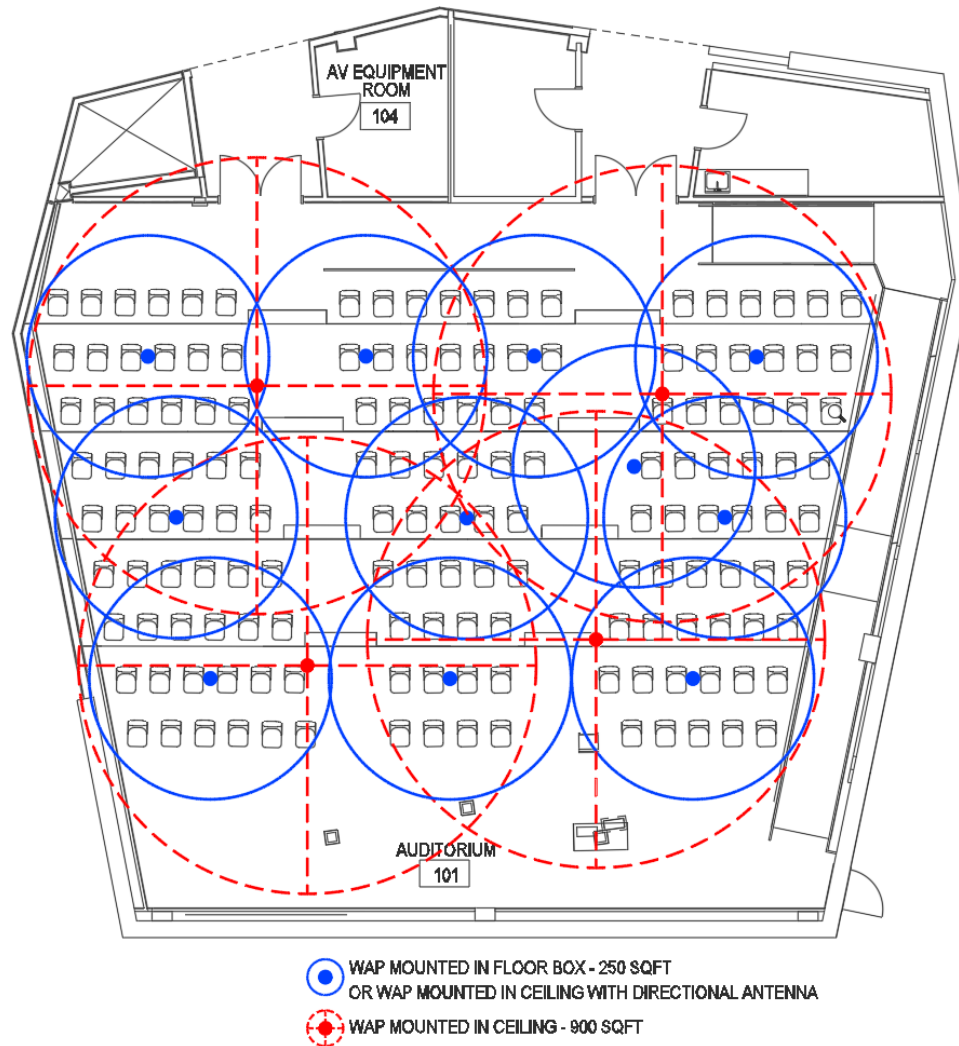 AV EQUIPMENT
ROOM
104
AUDITORIUM
101
WAP MOUNTED IN FLOOR BOX - 250 SQFT
OR WAP MOUNTED IN CEILING WITH DIRECTIONAL ANTENNA
WAP MOUNTED IN CEILING - 900 SQFT